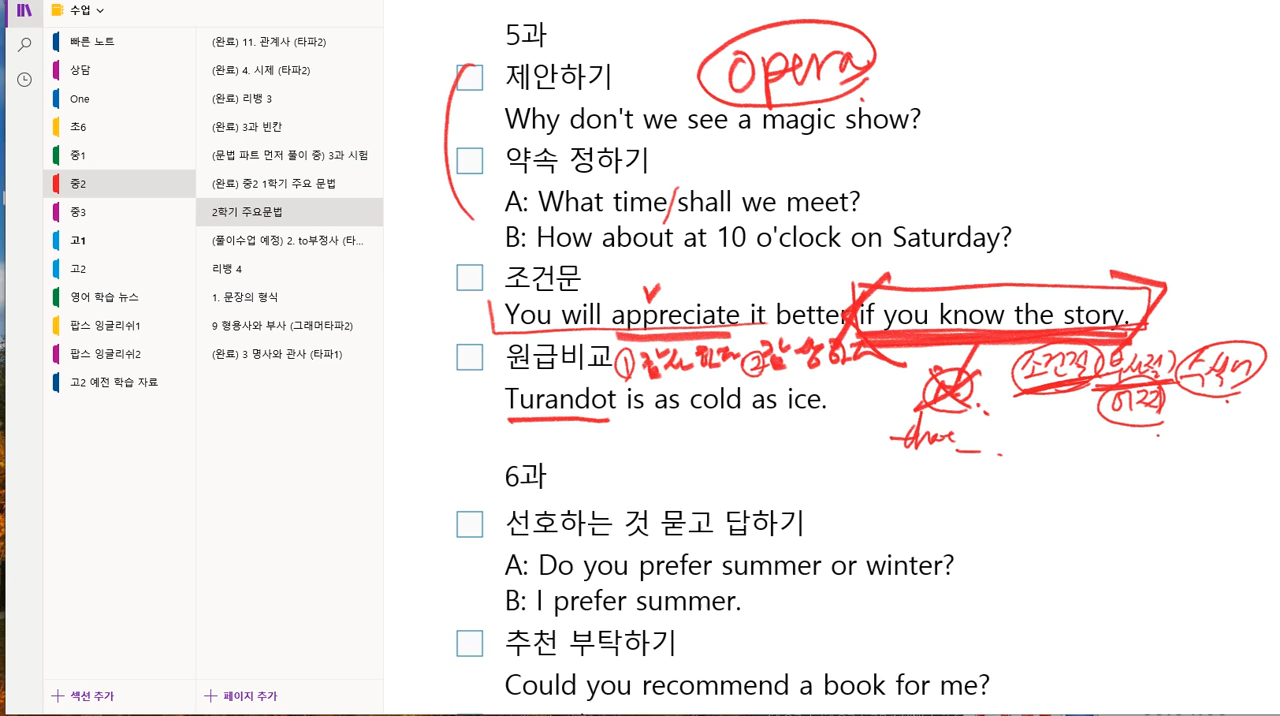 수업
빠른 노트
상담
One
초6
중1
중2
중3
고1
고2
영어 학습 뉴스
팝스 잉글리쉬1
팝스 잉글리쉬2
고2 예전 학습 자료
섹션 추가
(완료) 11. 관계사 (타파2)
(완료) 4. 시제 (타파2)
(완료) 리뱅 3
(완료) 3과 빈칸
(문법 파트 먼저 풀이 중) 3과 시험
(완료) 중2 1학기 주요 문법
2학기 주요문법
(풀이수업 예정) 2. to부정사 (타...
리뱅 4
1. 문장의 형식
9 형용사와 부사 (그래머타파2)
(완료) 3 명사와 관사 (타파1)
페이지 추가
5과
opera
제안하기
Why don't we see a magic show?
약속 정하기
A: What time/shall we meet?
B: How about at 10 o'clock on Saturday?
조건문
You will appreciate it better if you know the story.
원급비교
① 감사한다 ② 감상하다
조건절 (부사절)
Turandot is as cold as ice.
6과
선호하는 것 묻고 답하기
A: Do you prefer summer or winter?
B: I prefer summer.
추천 부탁하기
Could you recommend a book for me?